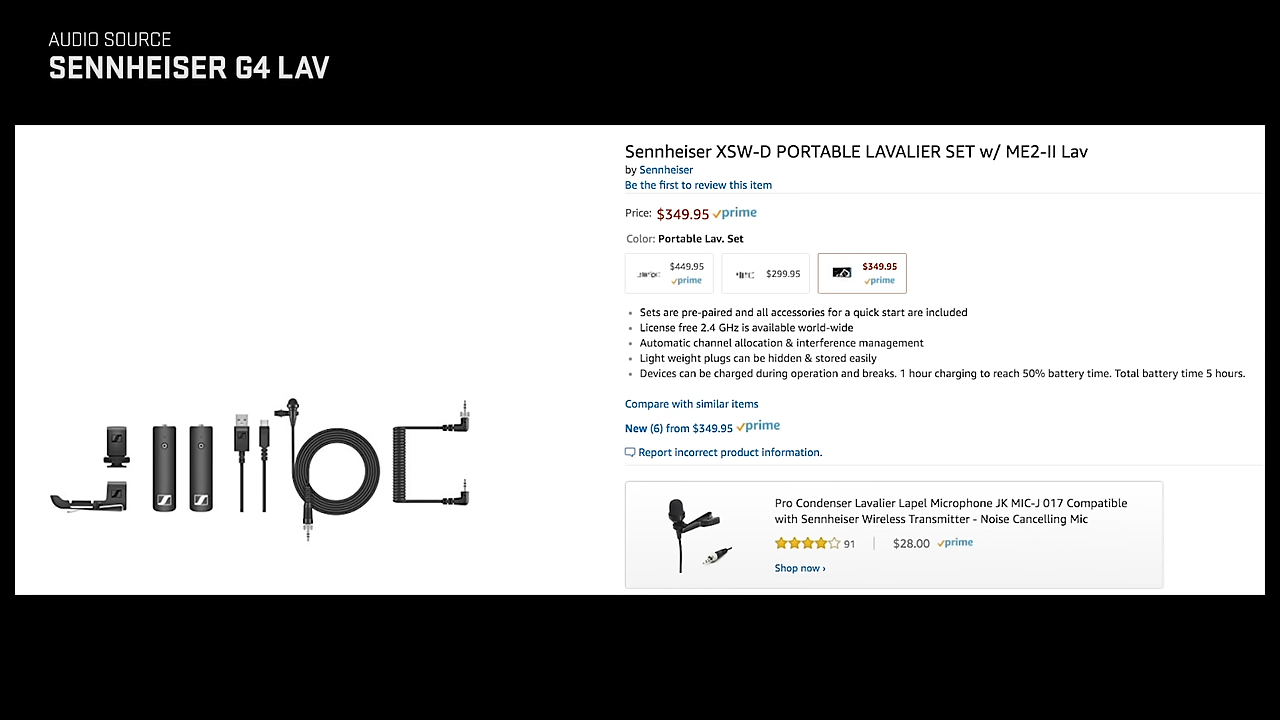 AUDIO SOURCE
SENNHEISER G4 LAV
Sennheiser XSW-D PORTABLE LAVALIER SET w/ ME2-II Lav
by Sennheiser
Be the first to review this item
Price: $349.95 prime
Color: Portable Lav. Set
$449.95
prime
$299.95
$349.95
prime
Sets are pre-paired and all accessories for a quick start are included
License free 2.4 GHz is available world-wide
Automatic channel allocation & interference management
Light weight plugs can be hidden & stored easily
Devices can be charged during operation and breaks. 1 hour charging to reach 50% battery time. Total battery time 5 hours.
Compare with similar items
New (6) from $349.95 prime
Report incorrect product information.
Pro Condenser Lavalier Lapel Microphone JK MIC-J 017 Compatible
with Sennheiser Wireless Transmitter - Noise Cancelling Mic
91 | $28.00 prime
Shop now ›